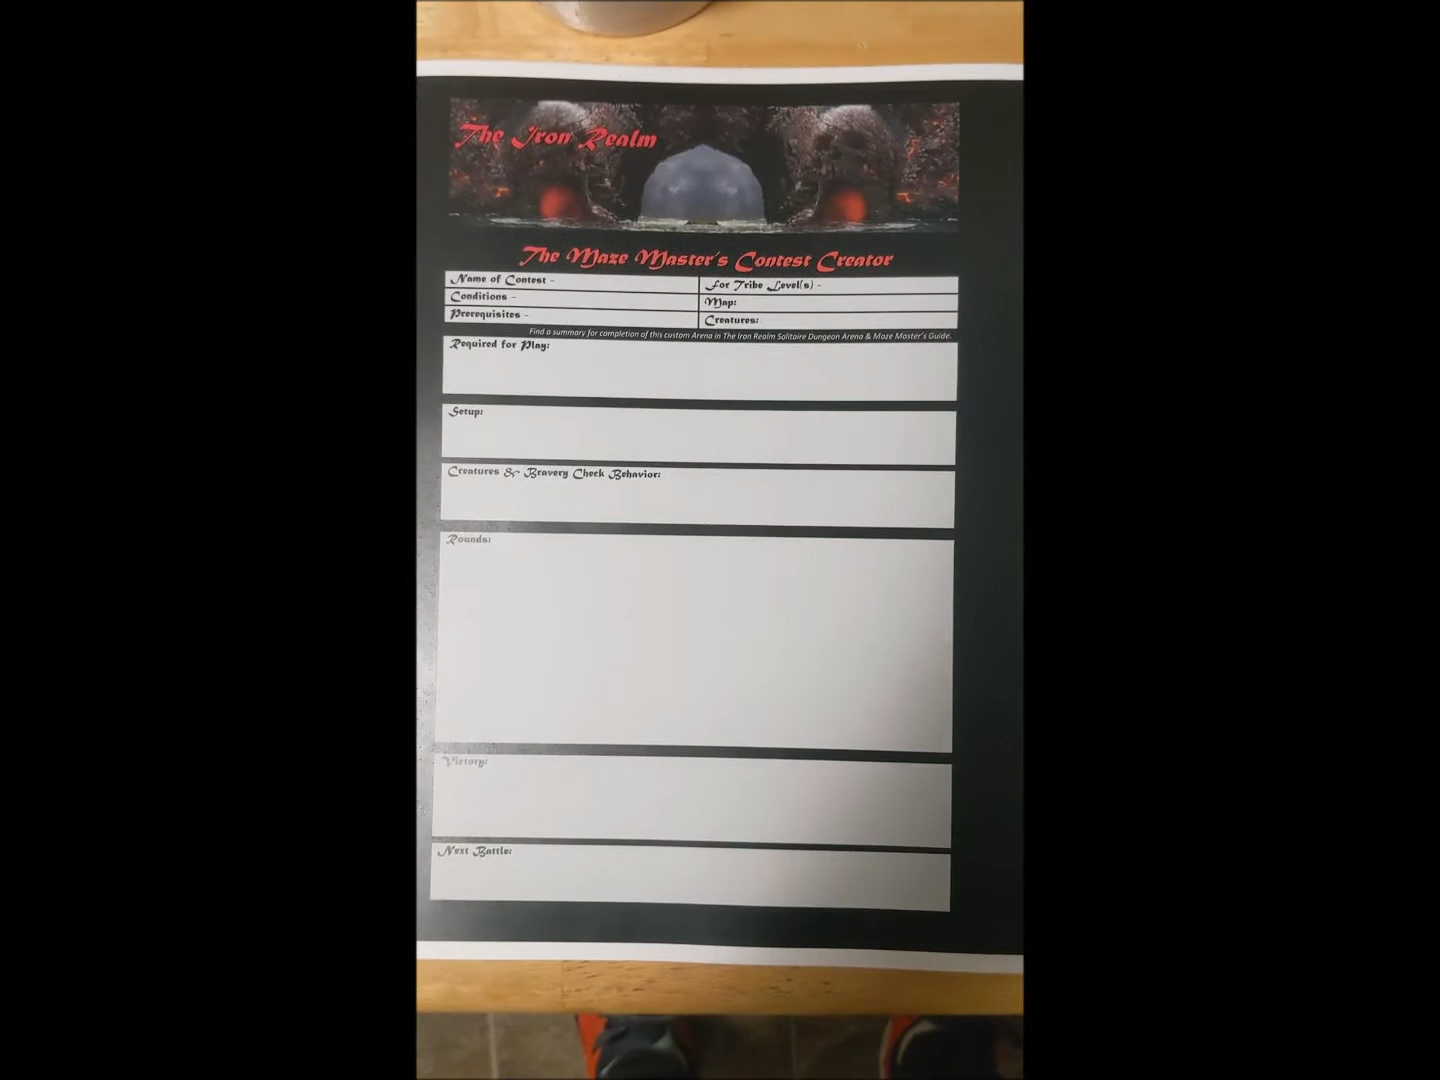 The Iron Realm
The Maze Master's Contest Creator
Name of Contest -
For Tribe Level(s) -
Conditions -
Map:
Prerequisites -
Creatures:
Find a summary for completion of this custom Arena in The Iron Realm Solitaire Dungeon Arena & Maze Master's Guide.
Required for Play:
Setup:
Creatures & Bravery Check Behavior:
Rounds:
Victory:
Next Battle: